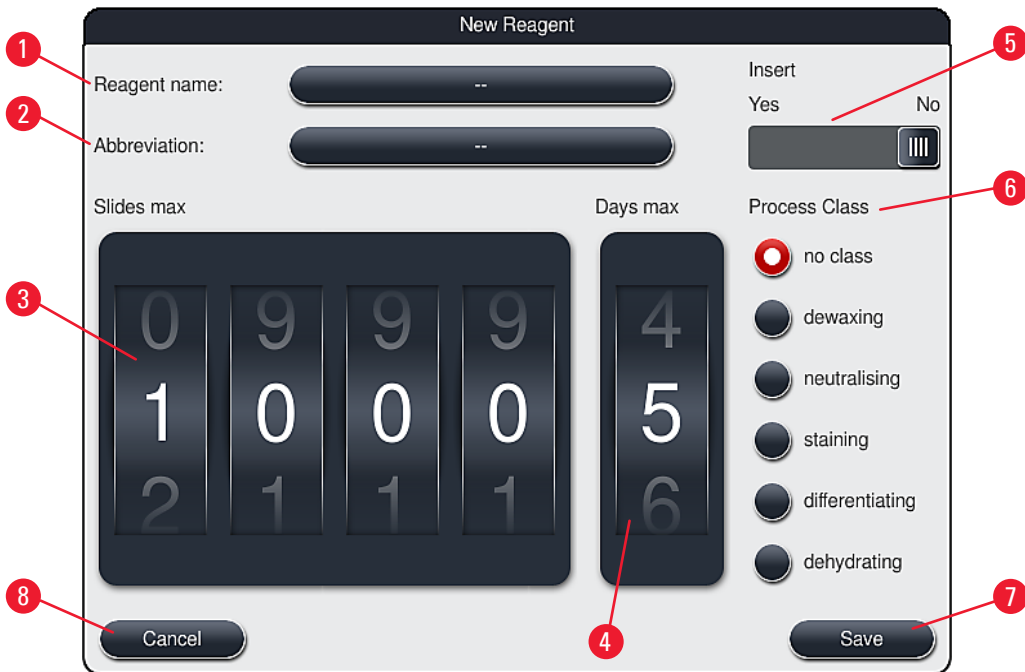 New Reagent
1
Reagent name: --
2
Abbreviation: --
5
Insert
Yes No
Slides max
Days max
6
Process Class
3
0 9 9 9
1 0 0 0
2 1 1 1
4
5
6
4
no class
dewaxing
neutralising
staining
differentiating
dehydrating
8
Cancel
7
Save